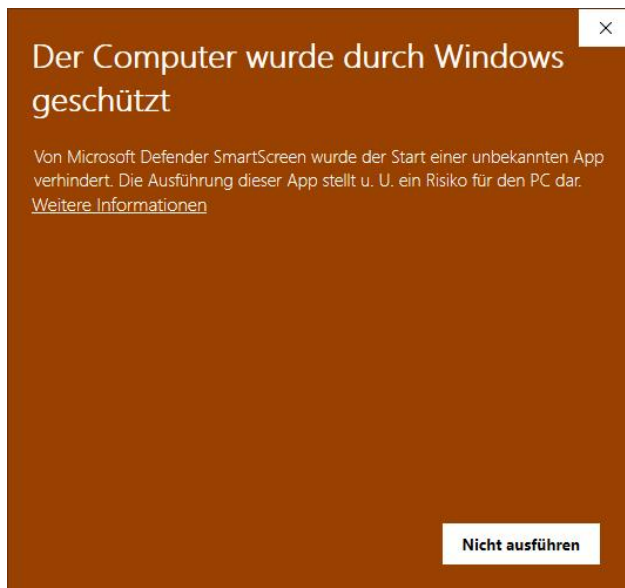 Der Computer wurde durch Windows
geschützt
Von Microsoft Defender SmartScreen wurde der Start einer unbekannten App
verhindert. Die Ausführung dieser App stellt u. U. ein Risiko für den PC dar.
Weitere Informationen
Nicht ausführen